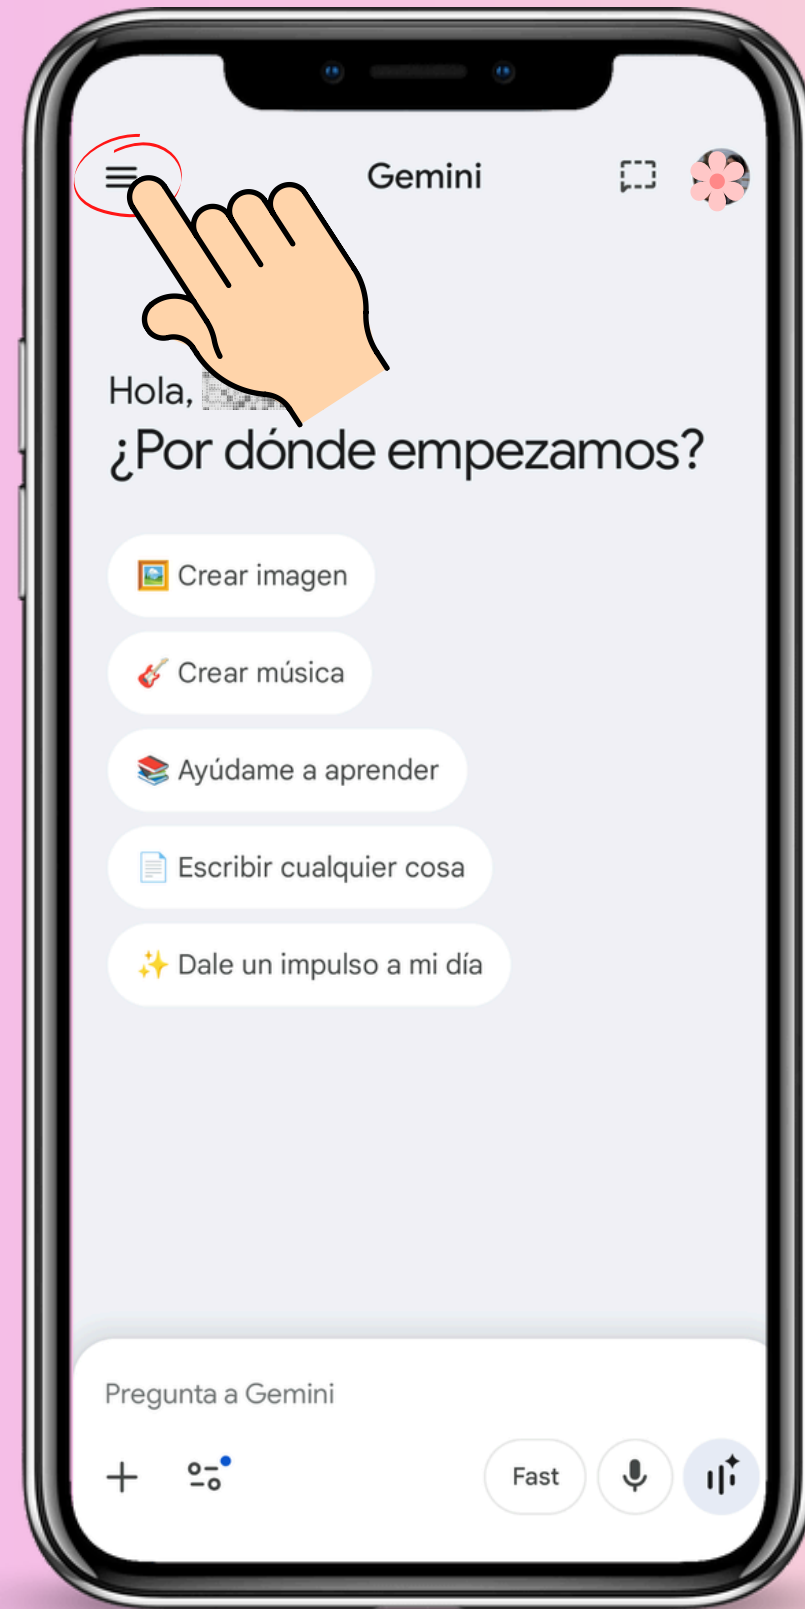 Gemini
Hola,
¿Por dónde empezamos?
Crear imagen
Crear música
Ayúdame a aprender
Escribir cualquier cosa
Dale un impulso a mi día
Pregunta a Gemini
Fast